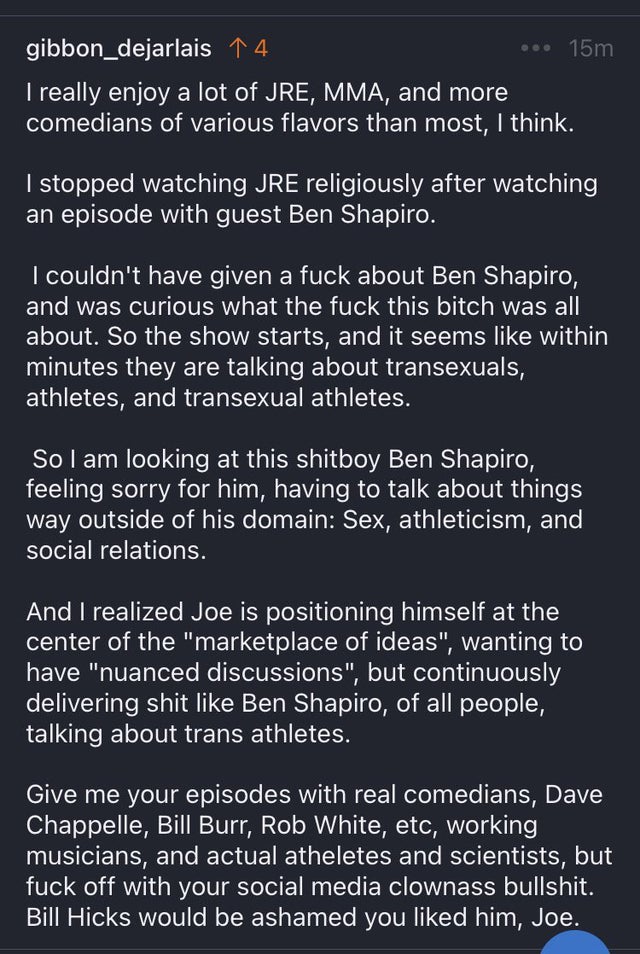 gibbon_dejarlais ↑ 4 ••• 15m
I really enjoy a lot of JRE, MMA, and more
comedians of various flavors than most, I think.
I stopped watching JRE religiously after watching
an episode with guest Ben Shapiro.
I couldn't have given a fuck about Ben Shapiro,
and was curious what the fuck this bitch was all
about. So the show starts, and it seems like within
minutes they are talking about transexuals,
athletes, and transexual athletes.
So I am looking at this shitboy Ben Shapiro,
feeling sorry for him, having to talk about things
way outside of his domain: Sex, athleticism, and
social relations.
And I realized Joe is positioning himself at the
center of the "marketplace of ideas", wanting to
have "nuanced discussions", but continuously
delivering shit like Ben Shapiro, of all people,
talking about trans athletes.
Give me your episodes with real comedians, Dave
Chappelle, Bill Burr, Rob White, etc, working
musicians, and actual atheletes and scientists, but
fuck off with your social media clownass bullshit.
Bill Hicks would be ashamed you liked him, Joe.